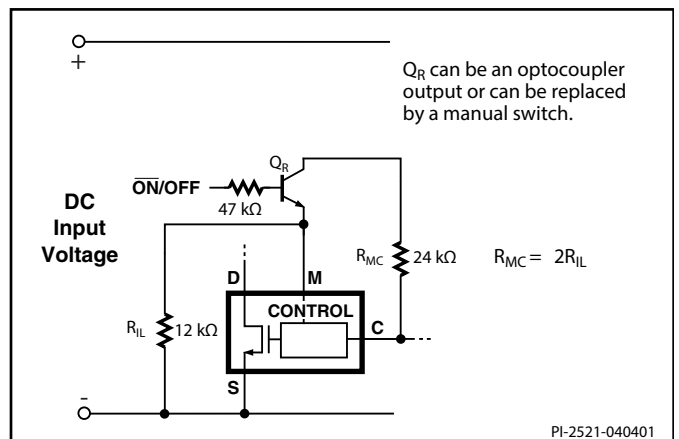 +
Q_R can be an optocoupler
output or can be replaced
by a manual switch.
Q_R
O̅N̅/OFF
47 kΩ
DC
Input
Voltage
R_MC
24 kΩ
R_MC = 2R_IL
D
M
CONTROL
C
R_IL
12 kΩ
S
-
PI-2521-040401